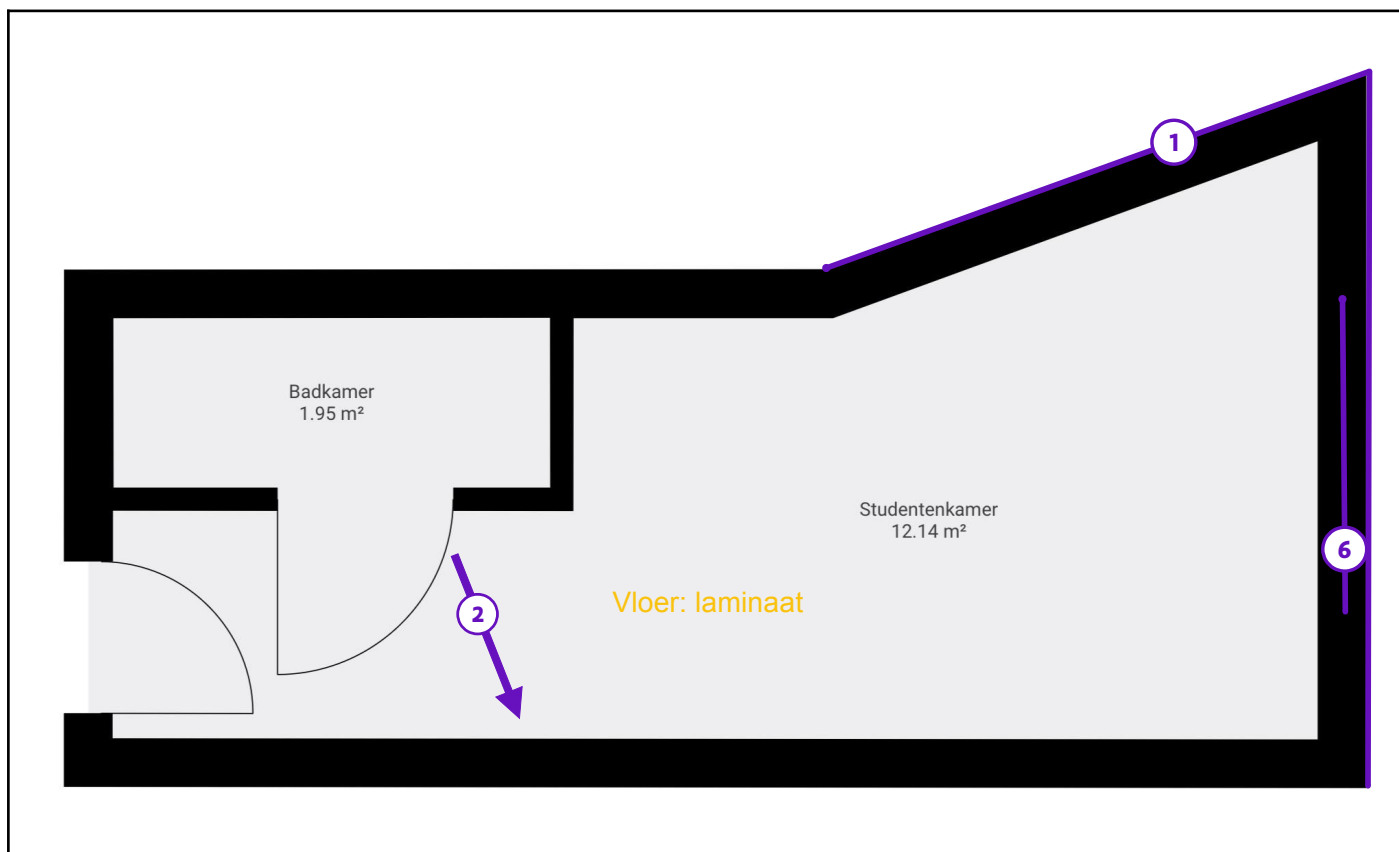 1
Badkamer
1.95 m²
Studentenkamer
12.14 m²
6
2
Vloer: laminaat